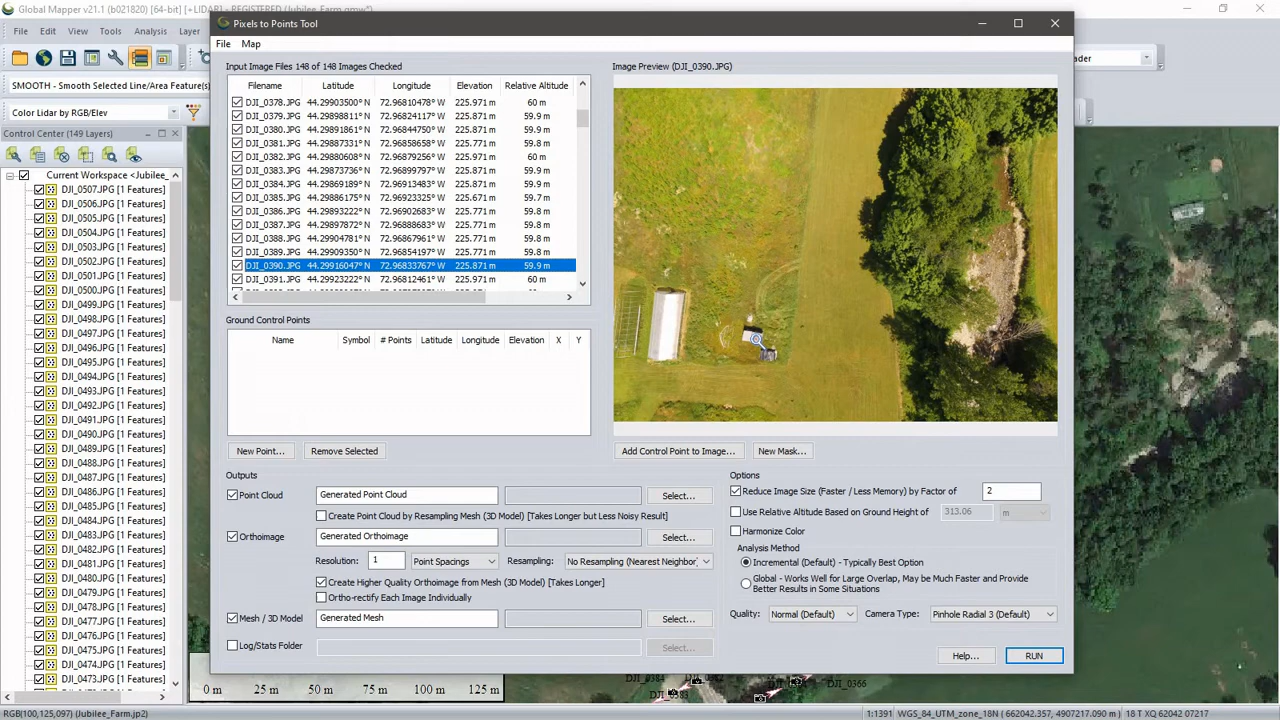 Global Mapper v21.1 (b021820) [64-bit] [+LIDAR] - REGISTERED (Jubilee_Farm.gmw)*
File Edit View Tools Analysis Layer
SMOOTH - Smooth Selected Line/Area Feature(s)
Color Lidar by RGB/Elev
Control Center (149 Layers)
Current Workspace <Jubilee_
DJI_0507.JPG [1 Features]
DJI_0506.JPG [1 Features]
DJI_0505.JPG [1 Features]
DJI_0504.JPG [1 Features]
DJI_0503.JPG [1 Features]
DJI_0502.JPG [1 Features]
DJI_0501.JPG [1 Features]
DJI_0500.JPG [1 Features]
DJI_0499.JPG [1 Features]
DJI_0498.JPG [1 Features]
DJI_0497.JPG [1 Features]
DJI_0496.JPG [1 Features]
DJI_0495.JPG [1 Features]
DJI_0494.JPG [1 Features]
DJI_0493.JPG [1 Features]
DJI_0492.JPG [1 Features]
DJI_0491.JPG [1 Features]
DJI_0490.JPG [1 Features]
DJI_0489.JPG [1 Features]
DJI_0488.JPG [1 Features]
DJI_0487.JPG [1 Features]
DJI_0486.JPG [1 Features]
DJI_0485.JPG [1 Features]
DJI_0484.JPG [1 Features]
DJI_0483.JPG [1 Features]
DJI_0482.JPG [1 Features]
DJI_0481.JPG [1 Features]
DJI_0480.JPG [1 Features]
DJI_0479.JPG [1 Features]
DJI_0478.JPG [1 Features]
DJI_0477.JPG [1 Features]
DJI_0476.JPG [1 Features]
DJI_0475.JPG [1 Features]
DJI_0474.JPG [1 Features]
DJI_0473.JPG [1 Features]
Pixels to Points Tool
File Map
Input Image Files 148 of 148 Images Checked
Filename Latitude Longitude Elevation Relative Altitude
DJI_0378.JPG 44.29903500° N 72.96810478° W 225.971 m 60 m
DJI_0379.JPG 44.29898811° N 72.96824117° W 225.871 m 59.9 m
DJI_0380.JPG 44.29891861° N 72.96844750° W 225.871 m 59.9 m
DJI_0381.JPG 44.29887331° N 72.96858658° W 225.771 m 59.8 m
DJI_0382.JPG 44.29880608° N 72.96879256° W 225.971 m 60 m
DJI_0383.JPG 44.29873736° N 72.96899797° W 225.871 m 59.9 m
DJI_0384.JPG 44.29869189° N 72.96913483° W 225.871 m 59.9 m
DJI_0385.JPG 44.29886175° N 72.96923325° W 225.671 m 59.7 m
DJI_0386.JPG 44.29893222° N 72.96902683° W 225.771 m 59.8 m
DJI_0387.JPG 44.29897872° N 72.96888683° W 225.771 m 59.8 m
DJI_0388.JPG 44.29904781° N 72.96867961° W 225.771 m 59.8 m
DJI_0389.JPG 44.29909350° N 72.96854197° W 225.771 m 59.8 m
DJI_0390.JPG 44.29916047° N 72.96833767° W 225.871 m 59.9 m
DJI_0391.JPG 44.29923222° N 72.96812461° W 225.971 m 60 m
Ground Control Points
Name Symbol # Points Latitude Longitude Elevation X Y
New Point... Remove Selected
Image Preview (DJI_0390.JPG)
Add Control Point to Image... New Mask...
Outputs
Point Cloud Generated Point Cloud Select...
Create Point Cloud by Resampling Mesh (3D Model) [Takes Longer but Less Noisy Result]
Orthoimage Generated Orthoimage Select...
Resolution: 1 Point Spacings Resampling: No Resampling (Nearest Neighbor)
Create Higher Quality Orthoimage from Mesh (3D Model) [Takes Longer]
Ortho-rectify Each Image Individually
Mesh / 3D Model Generated Mesh Select...
Log/Stats Folder Select...
Options
Reduce Image Size (Faster / Less Memory) by Factor of 2
Use Relative Altitude Based on Ground Height of 313.06 m
Harmonize Color
Analysis Method
Incremental (Default) - Typically Best Option
Global - Works Well for Large Overlap, May be Much Faster and Provide
Better Results in Some Situations
Quality: Normal (Default) Camera Type: Pinhole Radial 3 (Default)
Help... RUN
ader
0 m 25 m 50 m 75 m 100 m 125 m
DJI_0384
DJI_0383
DJI_0366
RGB(100,125,097) (Jubilee_Farm.jp2)
1:1391 WGS_84_UTM_zone_18N ( 662042.357, 4907217.090 m ) 18 T XQ 62042 07217